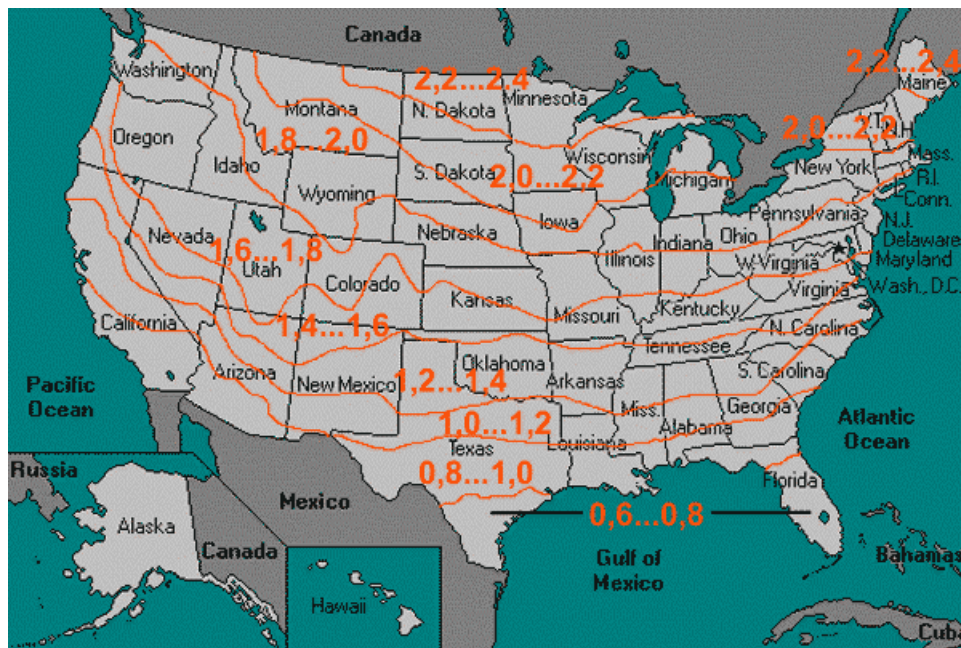 Canada
2,2...2,4
2,2...2,4
Maine
Washington
Montana
N. Dakota
Minnesota
V.T.
N.H.
2,0...2,2
Oregon
1,8...2,0
Idaho
Wisconsin
Mass.
New York
Michigan
S. Dakota
2,0...2,2
R.I.
Conn.
Wyoming
Iowa
Pennsylvania
N.J.
Nebraska
Nevada
1,6...1,8
Utah
Illinois
Indiana
Ohio
Delaware
Maryland
W. Virginia
Colorado
Kansas
Virginia
Wash., D.C.
California
1,4...1,6
Missouri
Kentucky
N. Carolina
Tennessee
Oklahoma
Arizona
New Mexico
1,2...1,4
Arkansas
S. Carolina
Pacific
Ocean
Miss.
Georgia
Alabama
Atlantic
Ocean
1,0...1,2
Texas
Louisiana
Russia
0,8...1,0
Florida
Mexico
0,6...0,8
Alaska
Canada
Gulf of
Mexico
Bahamas
Hawaii
Cuba